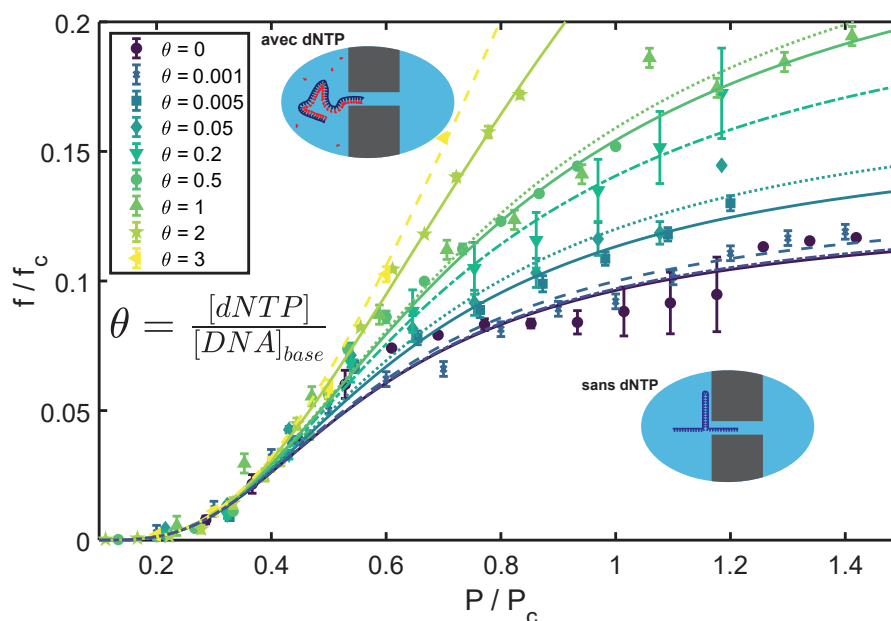 0.2
0.15
0.1
0.05
0
f / f_c
θ = 0
θ = 0.001
θ = 0.005
θ = 0.05
θ = 0.2
θ = 0.5
θ = 1
θ = 2
θ = 3
avec dNTP
θ = [dNTP] / [DNA]_base
sans dNTP
0.2 0.4 0.6 0.8 1 1.2 1.4
P / P_c